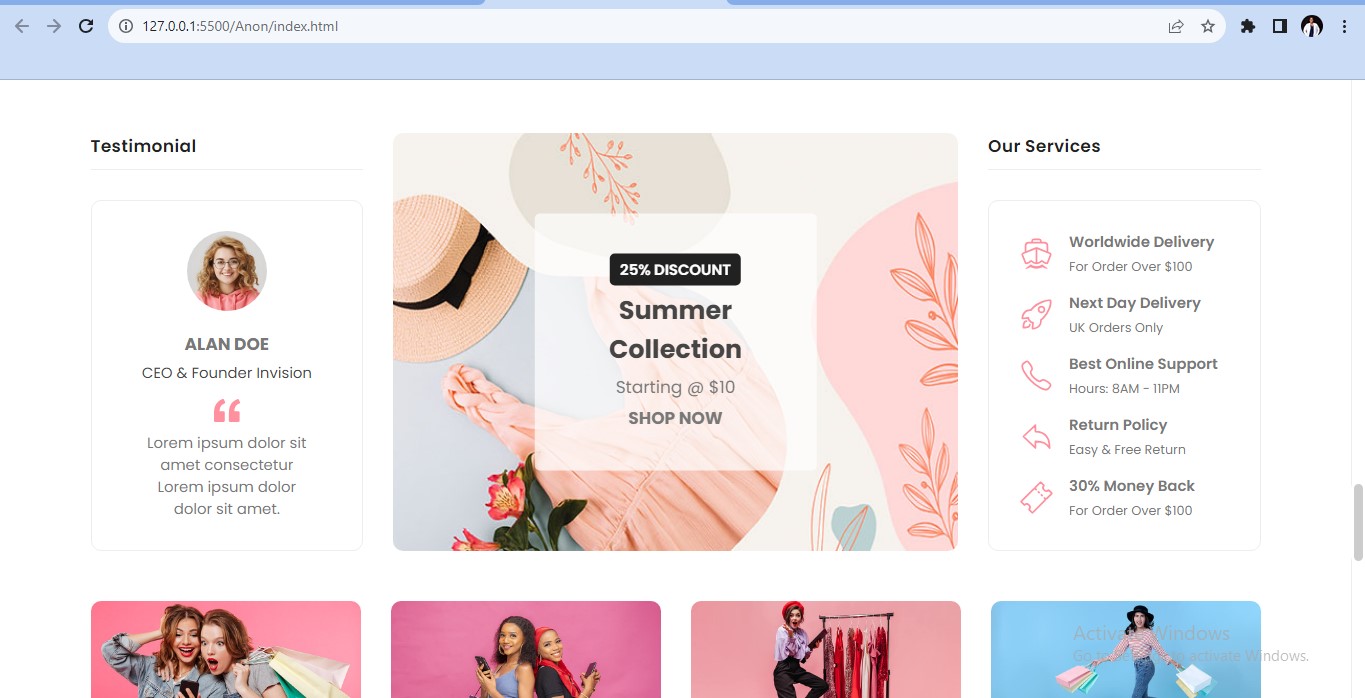 127.0.0.1:5500/Anon/index.html
Testimonial
ALAN DOE
CEO & Founder Invision
Lorem ipsum dolor sit
amet consectetur
Lorem ipsum dolor
dolor sit amet.
25% DISCOUNT
Summer
Collection
Starting @ $10
SHOP NOW
Our Services
Worldwide Delivery
For Order Over $100
Next Day Delivery
UK Orders Only
Best Online Support
Hours: 8AM - 11PM
Return Policy
Easy & Free Return
30% Money Back
For Order Over $100
Activate Windows
Go to to activate Windows.